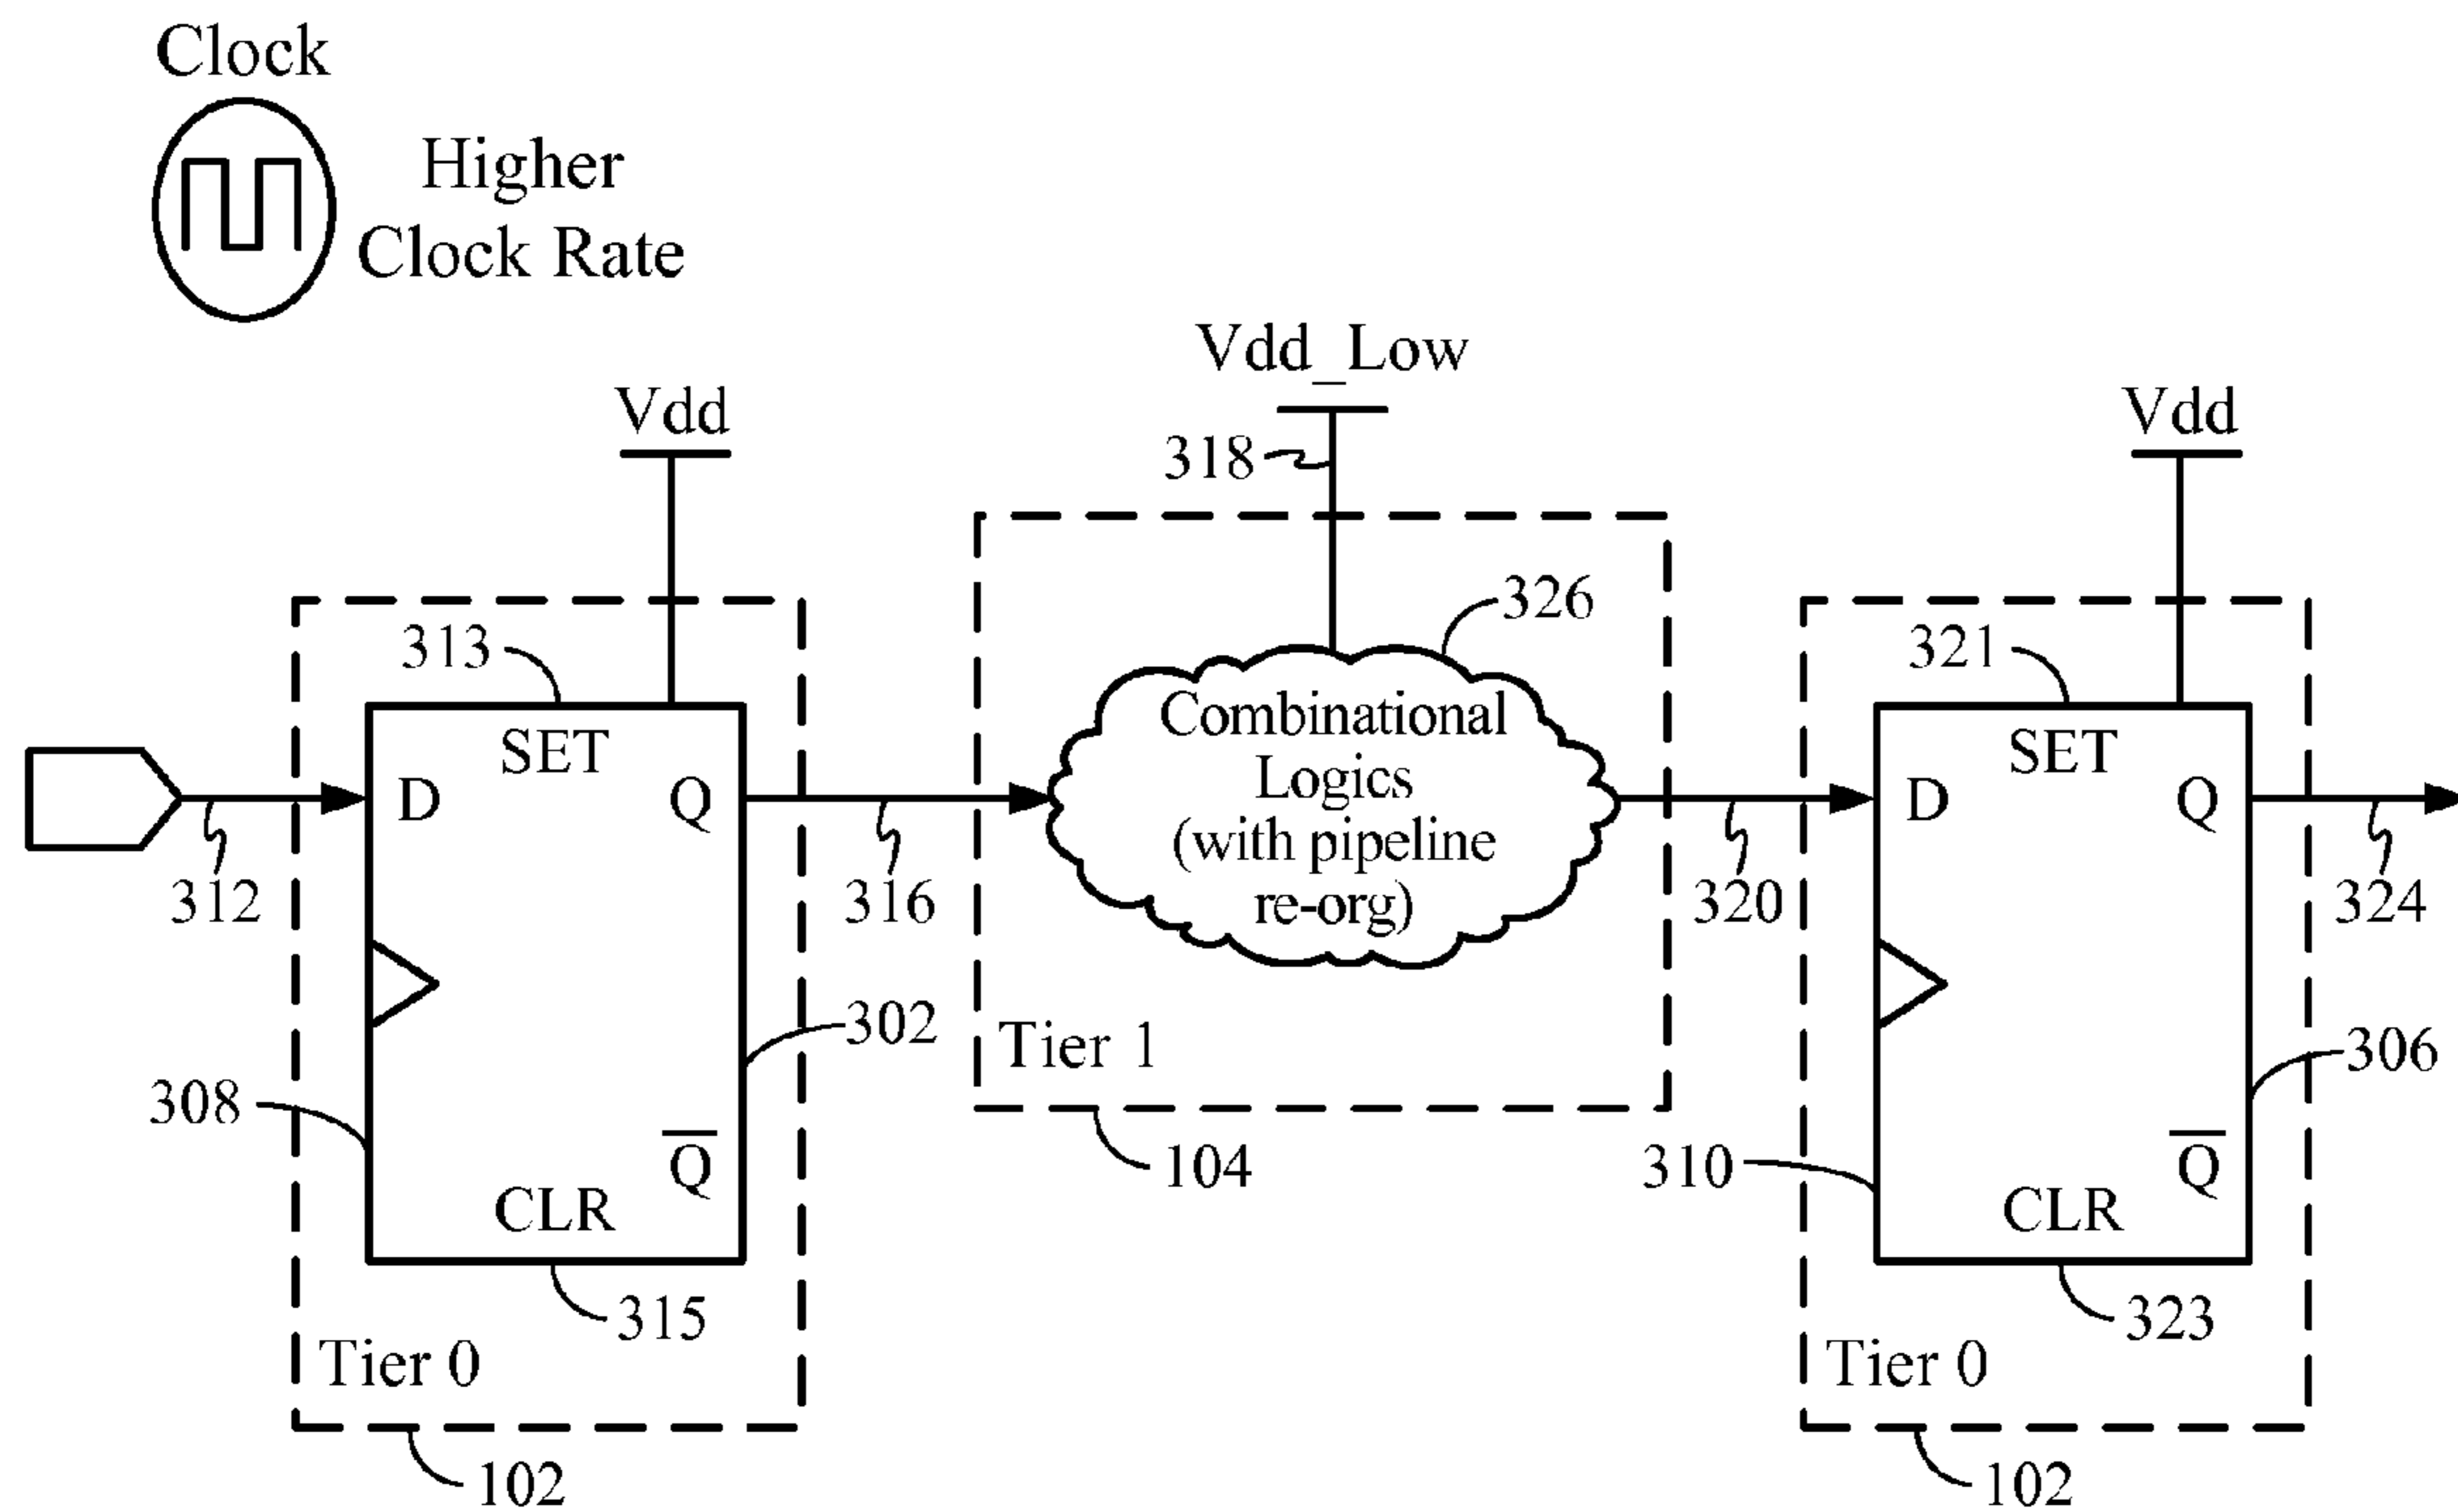 Clock
Higher
Clock Rate
Vdd_Low
Vdd
Vdd
318
326
313
321
SET
D
Q
Combinational
Logics
(with pipeline
re-org)
SET
D
Q
312
316
320
324
302
Tier 1
306
308
104
310
Q̅
CLR
Q̅
CLR
315
323
Tier 0
Tier 0
102
102